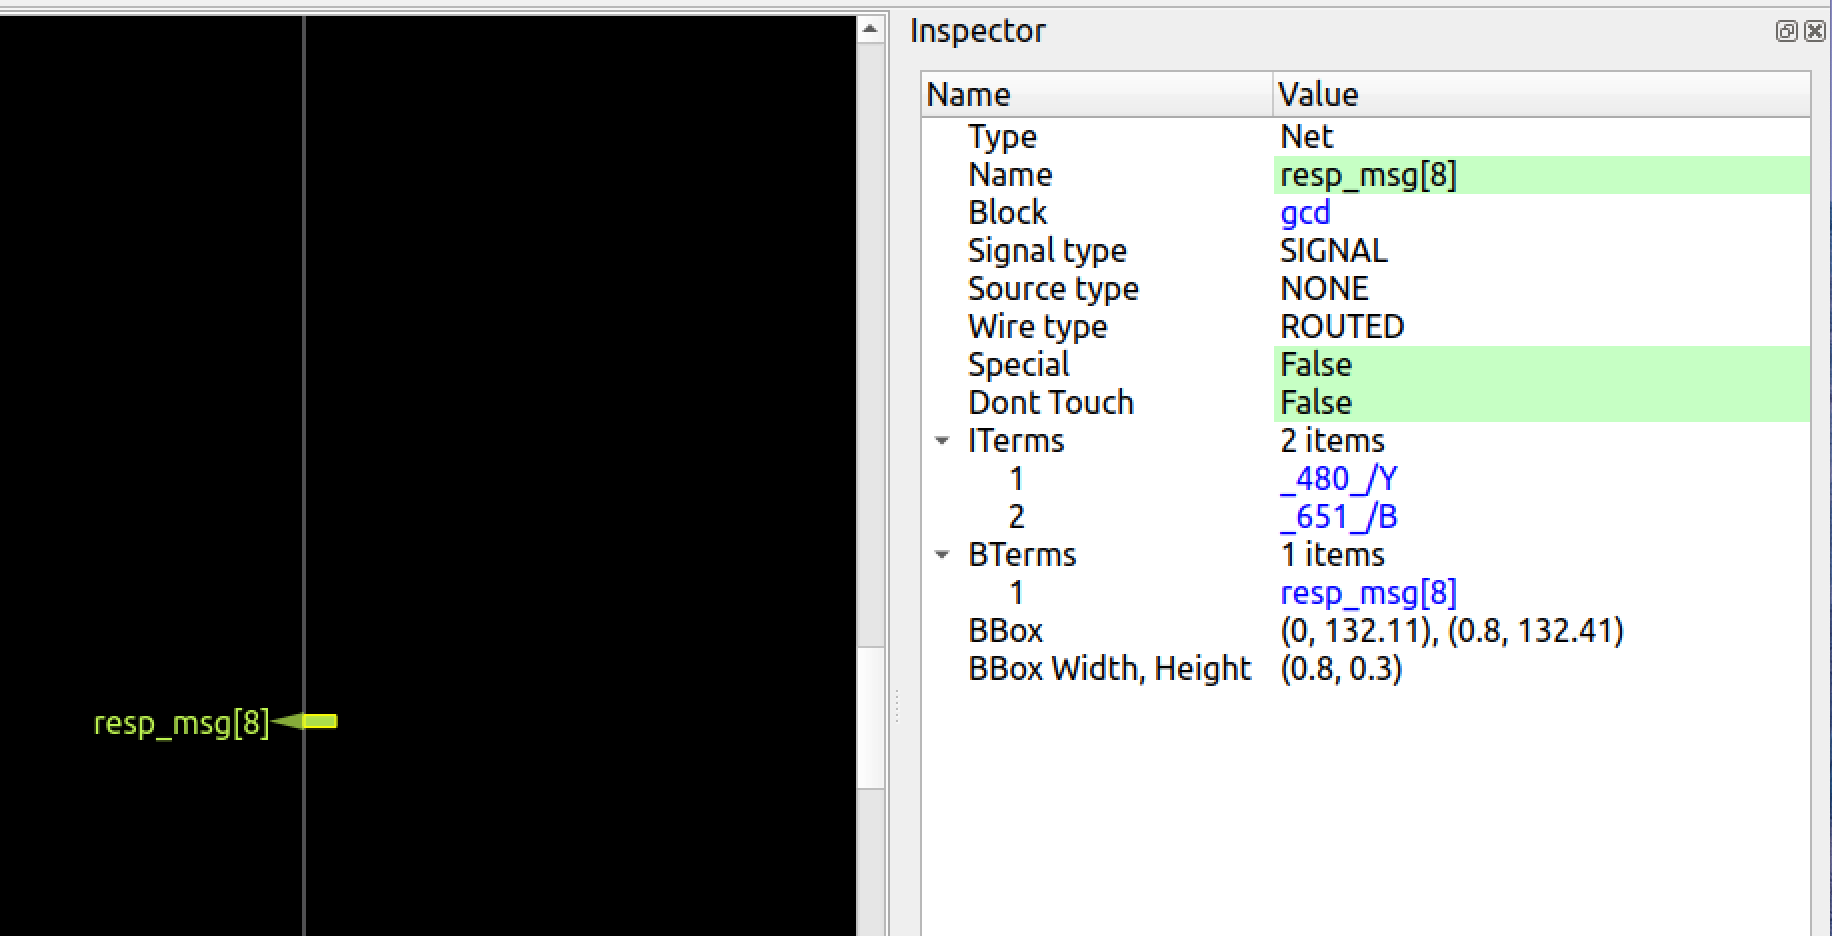 Inspector
Name Value
Type Net
Name resp_msg[8]
Block gcd
Signal type SIGNAL
Source type NONE
Wire type ROUTED
Special False
Dont Touch False
ITerms 2 items
1 _480_/Y
2 _651_/B
BTerms 1 items
1 resp_msg[8]
BBox (0, 132.11), (0.8, 132.41)
BBox Width, Height (0.8, 0.3)
resp_msg[8]